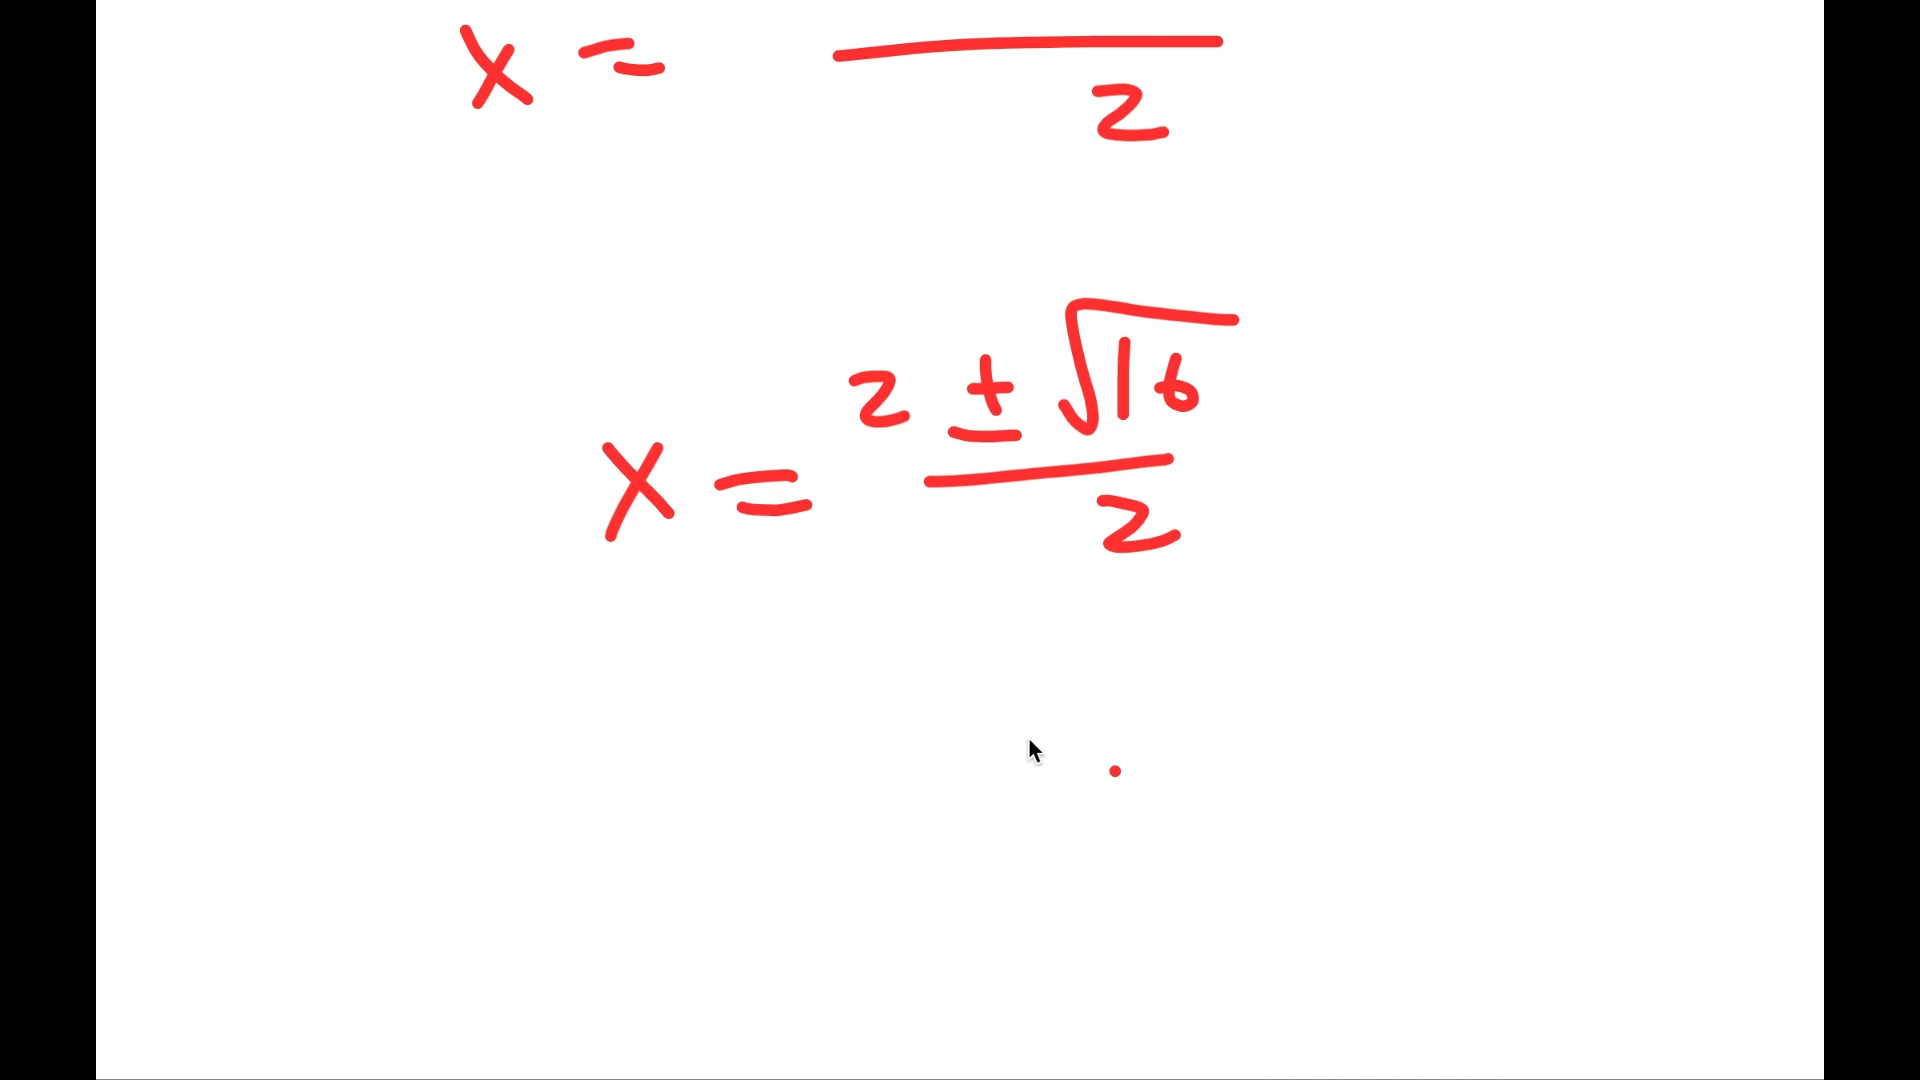 x = ―
2
x = 2 ± √16 / 2